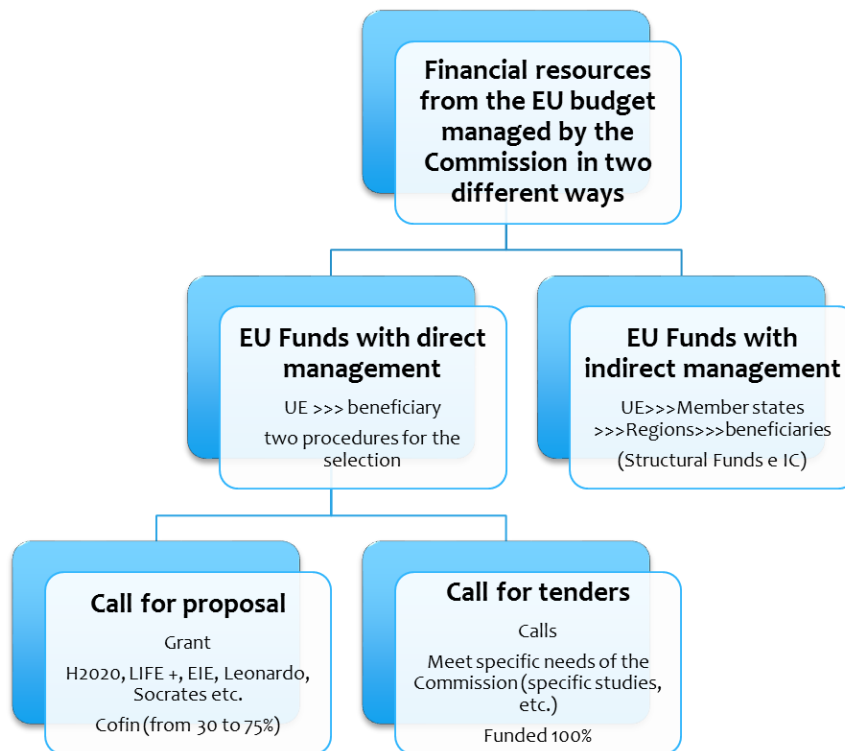 Financial resources
from the EU budget
managed by the
Commission in two
different ways
EU Funds with direct
management
UE >>> beneficiary
two procedures for the
selection
EU Funds with
indirect management
UE>>>Member states
>>>Regions>>>beneficiaries
(Structural Funds e IC)
Call for proposal
Grant
H2020, LIFE +, EIE, Leonardo,
Socrates etc.
Cofin (from 30 to 75%)
Call for tenders
Calls
Meet specific needs of the
Commission (specific studies,
etc.)
Funded 100%